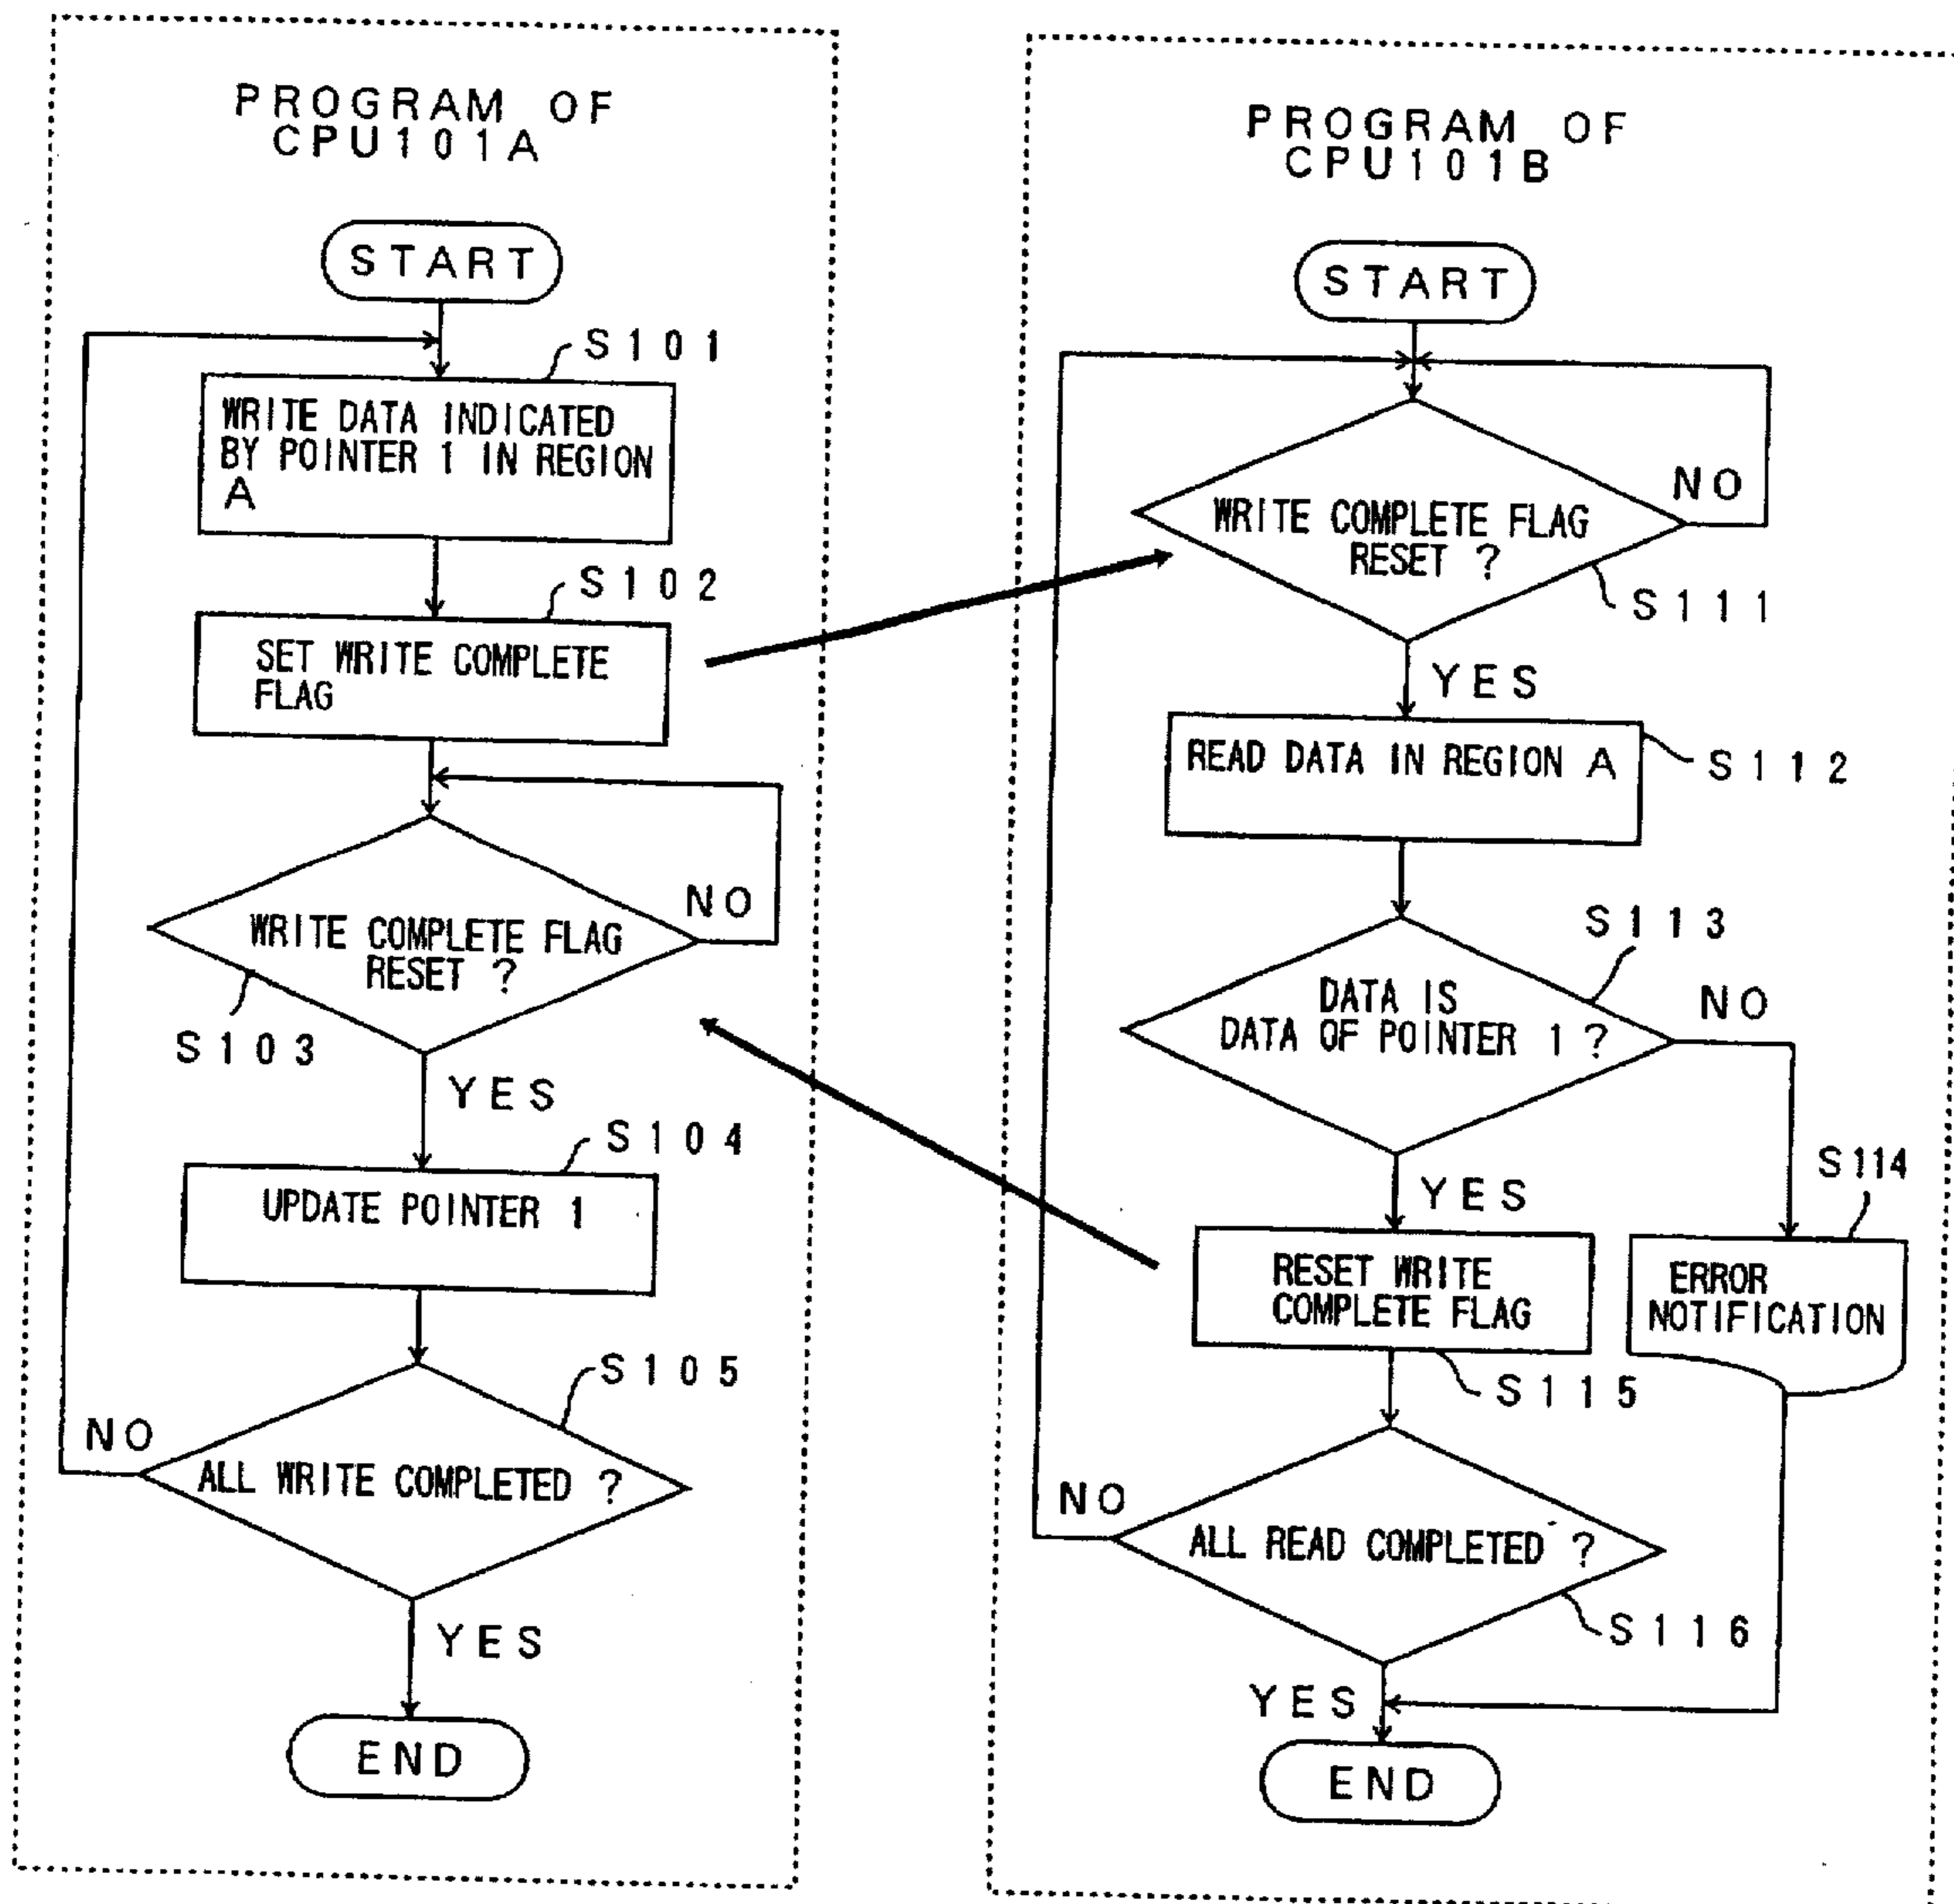 PROGRAM OF
CPU101A
START
S101
WRITE DATA INDICATED
BY POINTER 1 IN REGION
A
S102
SET WRITE COMPLETE
FLAG
NO
WRITE COMPLETE FLAG
RESET ?
S103
YES
S104
UPDATE POINTER 1
S105
NO
ALL WRITE COMPLETED ?
YES
END
PROGRAM OF
CPU101B
START
NO
WRITE COMPLETE FLAG
RESET ?
S111
YES
READ DATA IN REGION A
S112
S113
DATA IS
DATA OF POINTER 1 ?
NO
YES
S114
RESET WRITE
COMPLETE FLAG
ERROR
NOTIFICATION
S115
NO
ALL READ COMPLETED ?
S116
YES
END